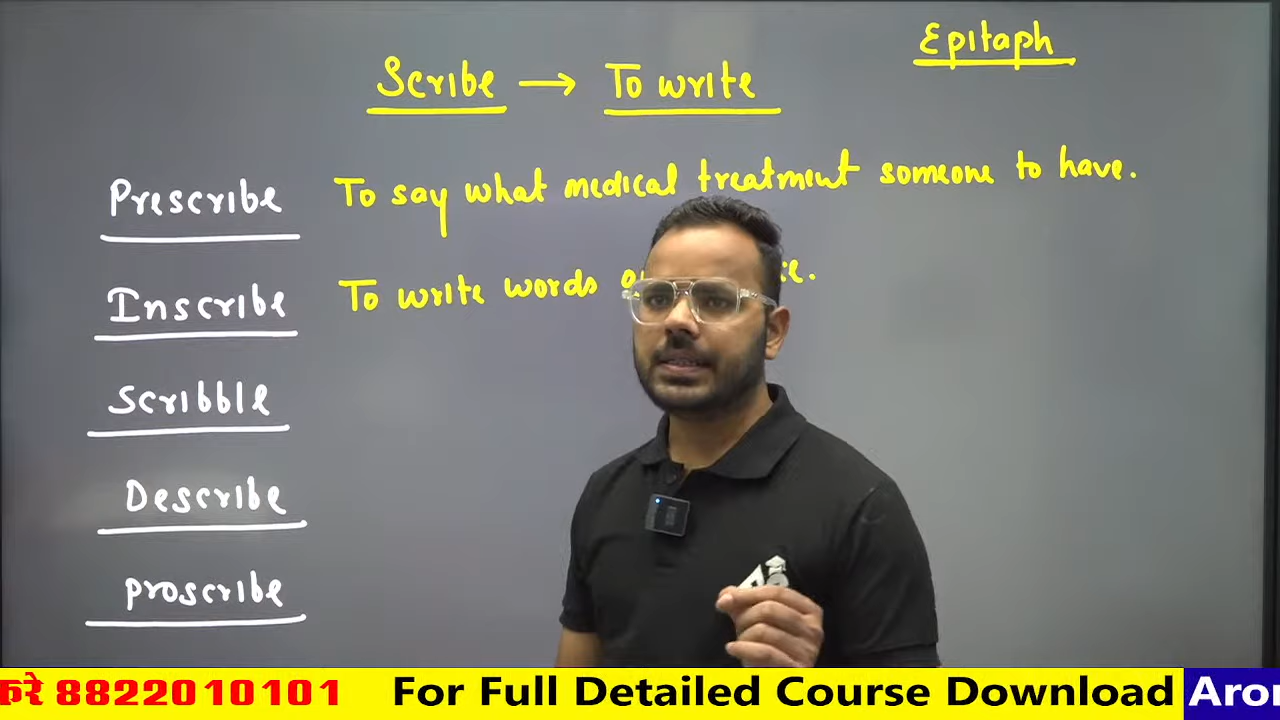 Epitaph
Scribe → To write
Prescribe To say what medical treatment someone to have.
Inscribe To write words
Scribble
Describe
proscribe
करे 8822010101 For Full Detailed Course Download